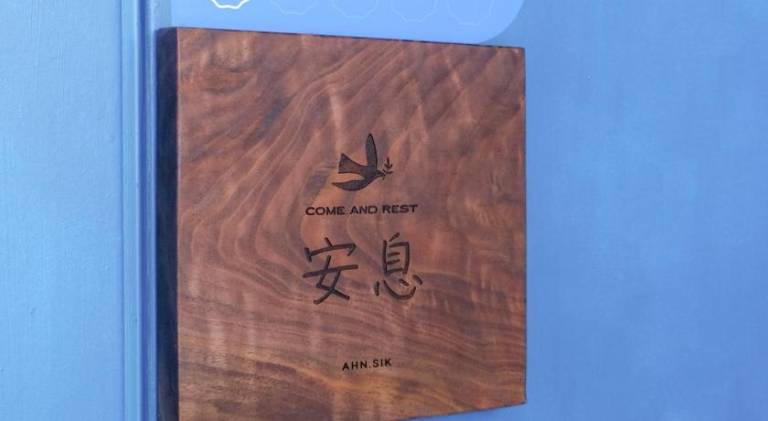 COME AND REST
安息
AHN.SIK